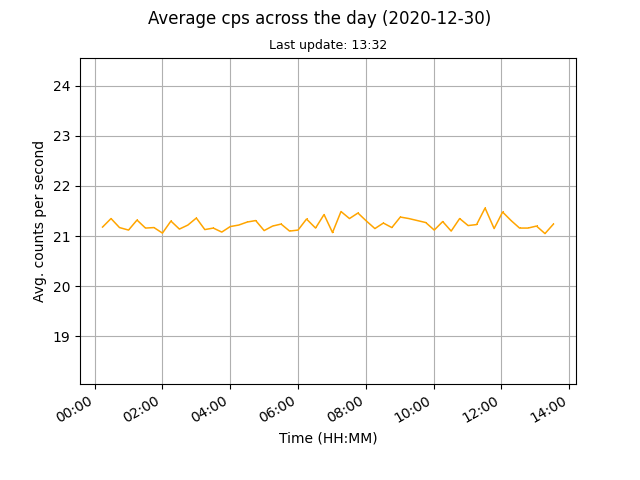 Average cps across the day (2020-12-30)
Last update: 13:32
24
23
22
21
20
19
Avg. counts per second
00:00 02:00 04:00 06:00 08:00 10:00 12:00 14:00
Time (HH:MM)